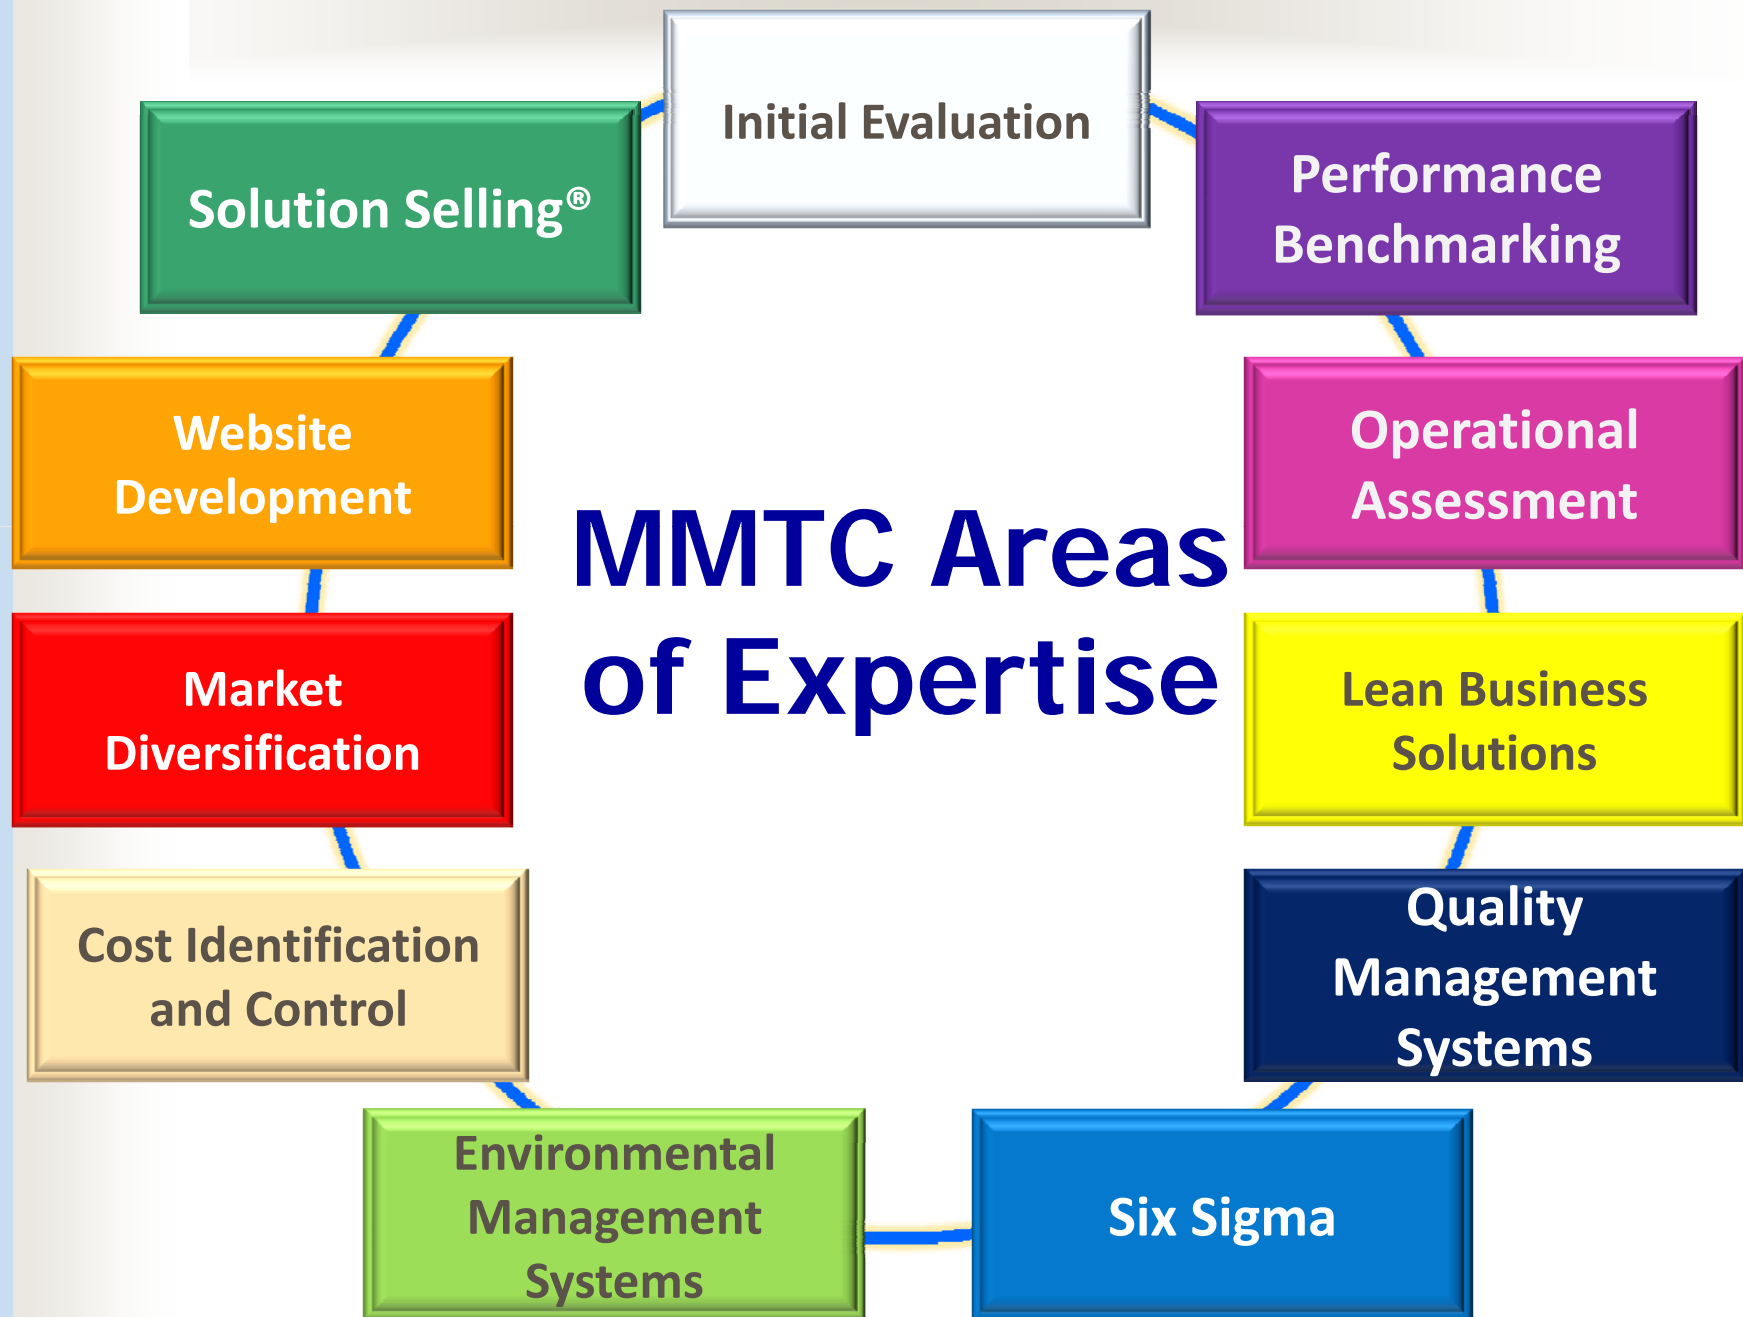 Initial Evaluation
Performance
Benchmarking
Operational
Assessment
Lean Business
Solutions
Quality
Management
Systems
Six Sigma
Environmental
Management
Systems
Cost Identification
and Control
Market
Diversification
Website
Development
Solution Selling®
MMTC Areas
of Expertise